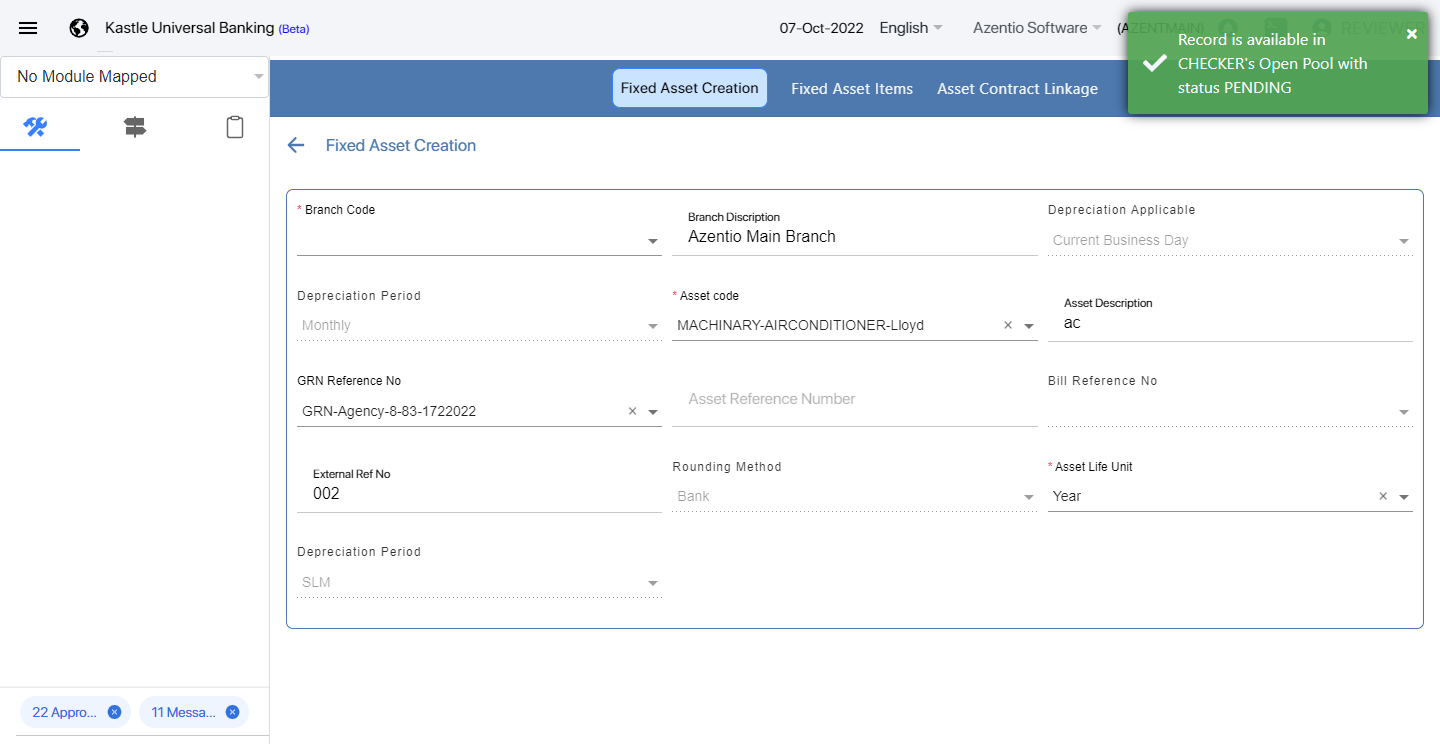 Kastle Universal Banking (Beta)
07-Oct-2022
English
Azentio Software
(AZENTMAIN)
REVIEWER
Record is available in
CHECKER's Open Pool with
status PENDING
No Module Mapped
Fixed Asset Creation
Fixed Asset Items
Asset Contract Linkage
Fixed Asset Creation
* Branch Code
Branch Discription
Azentio Main Branch
Depreciation Applicable
Current Business Day
Depreciation Period
Monthly
* Asset code
MACHINARY-AIRCONDITIONER-Lloyd
Asset Description
ac
GRN Reference No
GRN-Agency-8-83-1722022
Asset Reference Number
Bill Reference No
External Ref No
002
Rounding Method
Bank
* Asset Life Unit
Year
Depreciation Period
SLM
22 Appro...
11 Messa...